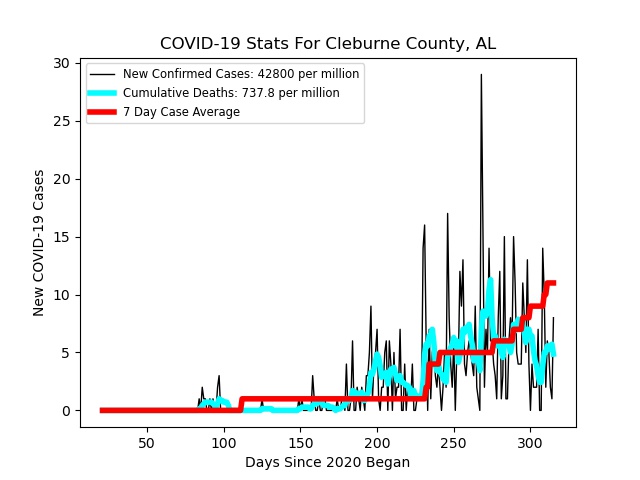 COVID-19 Stats For Cleburne County, AL
New Confirmed Cases: 42800 per million
Cumulative Deaths: 737.8 per million
7 Day Case Average
30
25
20
15
10
5
0
New COVID-19 Cases
50 100 150 200 250 300
Days Since 2020 Began